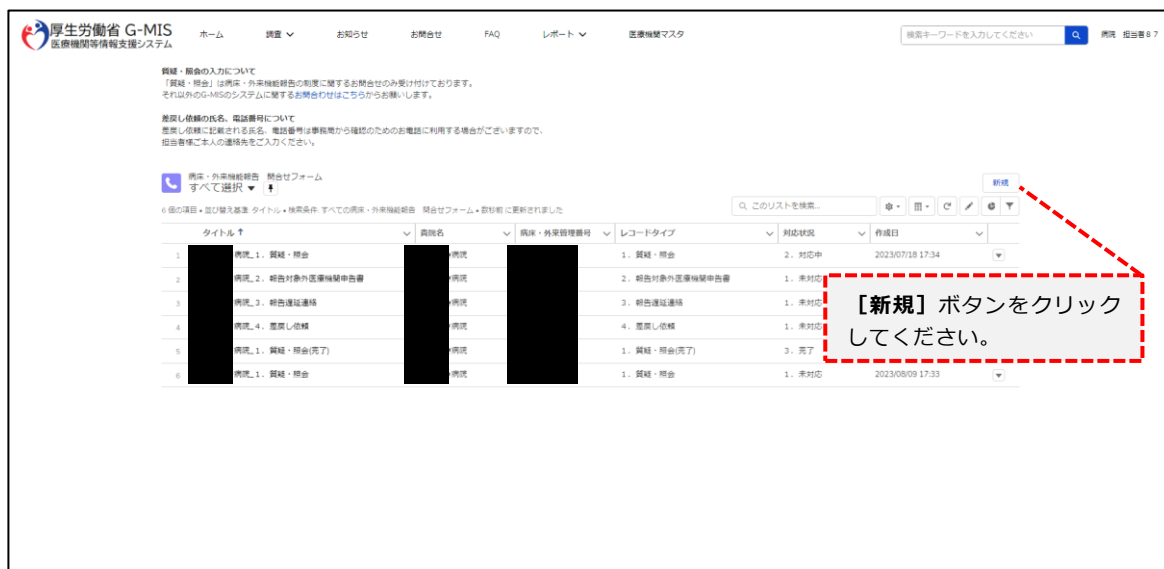 厚生労働省 G-MIS
医療機関等情報支援システム
ホーム 調査 お知らせ お問合せ FAQ レポート 医療機関マスタ
検索キーワードを入力してください
病院 担当者87
質疑・照会の入力について
「質疑・照会」は病床・外来機能報告の制度に関するお問合せのみ受け付けております。
それ以外のG-MISのシステムに関するお問合わせはこちらからお願いします。
差戻し依頼の氏名、電話番号について
差戻し依頼に記載される氏名、電話番号は事務局から確認のためのお電話に利用する場合がございますので、
担当者様ご本人の連絡先をご入力ください。
病床・外来機能報告 問合せフォーム
すべて選択
新規
6 個の項目 • 並び替え基準: タイトル • 検索条件: すべての病床・外来機能報告 問合せフォーム • 数秒前 に更新されました
このリストを検索...
タイトル ↑ 貴院名 病床・外来管理番号 レコードタイプ 対応状況 作成日
1 病院_1. 質疑・照会 病院 1. 質疑・照会 2. 対応中 2023/07/18 17:34
2 病院_2. 報告対象外医療機関申告書 病院 2. 報告対象外医療機関申告書 1. 未対応
3 病院_3. 報告遅延連絡 病院 3. 報告遅延連絡 1. 未対応
4 病院_4. 差戻し依頼 病院 4. 差戻し依頼 1. 未対応
5 病院_1. 質疑・照会(完了) 病院 1. 質疑・照会(完了) 3. 完了
6 病院_1. 質疑・照会 病院 1. 質疑・照会 1. 未対応 2023/08/09 17:33
［新規］ボタンをクリック
してください。